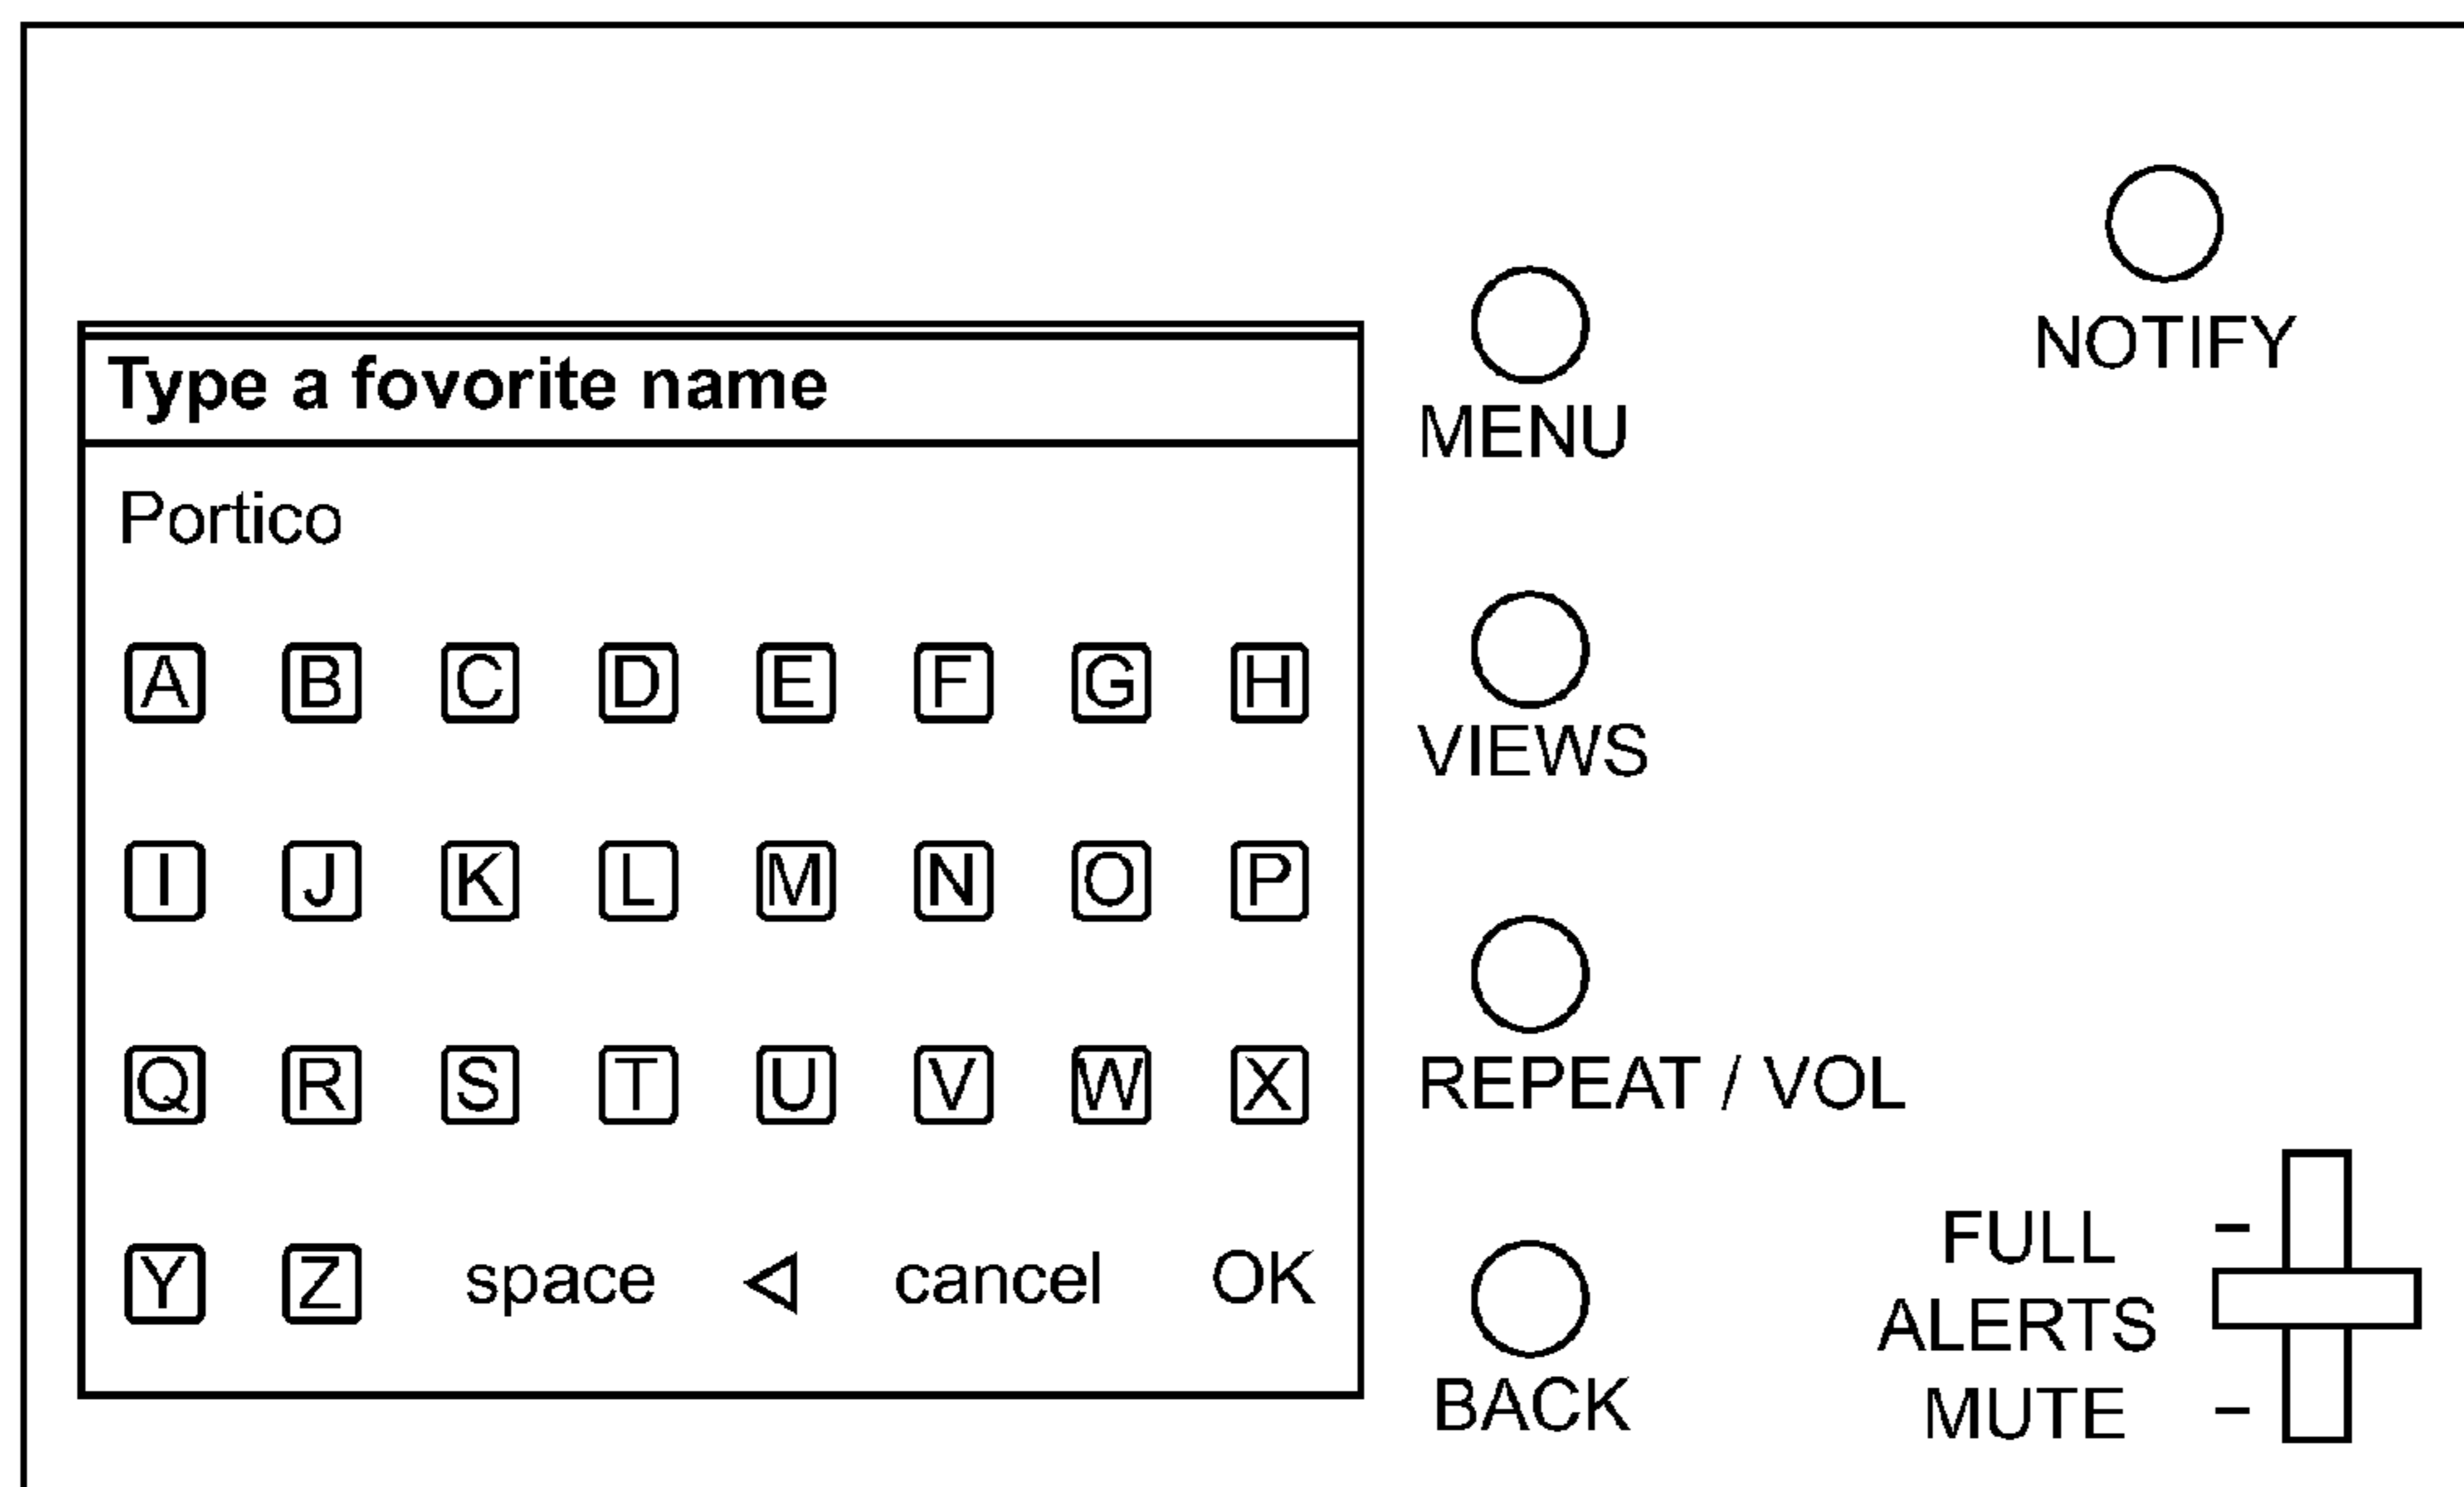 NOTIFY
MENU
Type a fovorite name
Portico
A B C D E F G H
VIEWS
I J K L M N O P
REPEAT / VOL
Q R S T U V W X
Y Z space ◁ cancel OK
BACK
FULL –
ALERTS
MUTE –